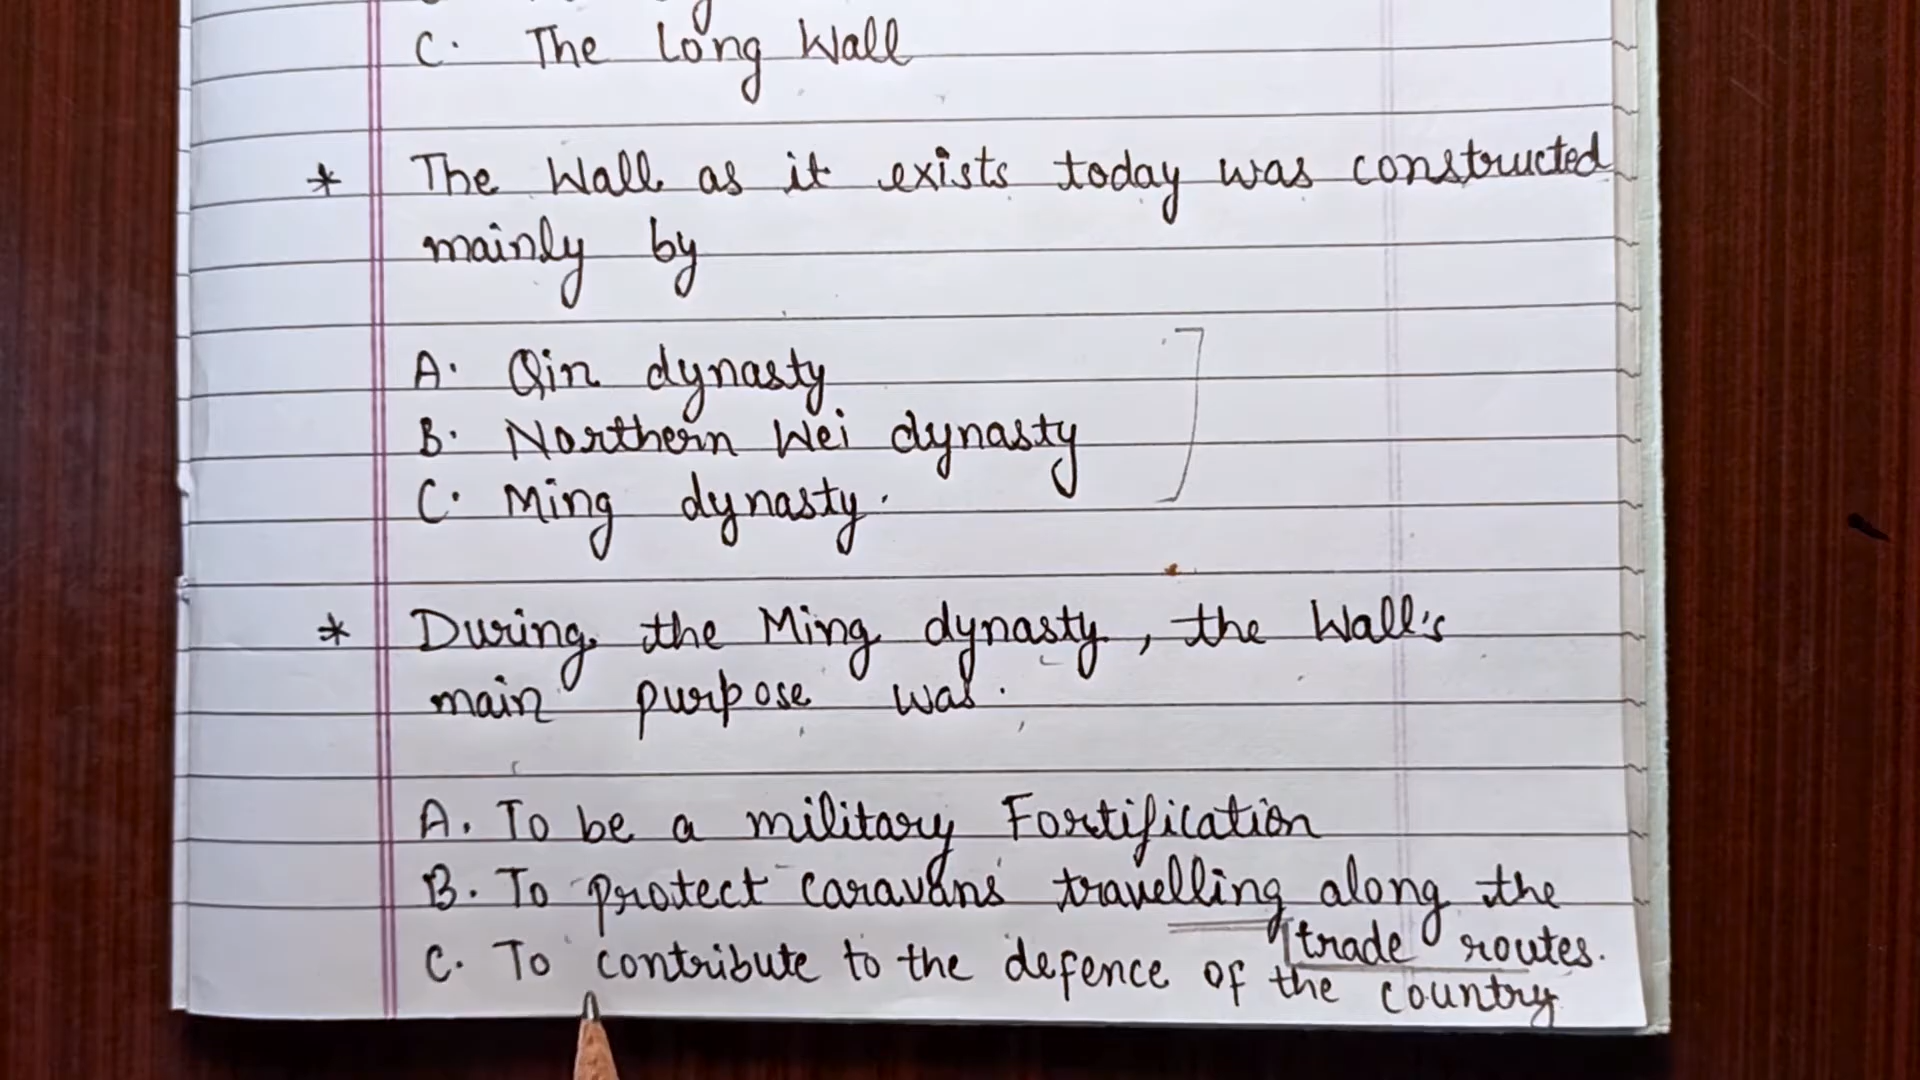 C. The Long Wall
* The Wall as it exists today was constructed
mainly by
A. Qin dynasty
B. Northern Wei dynasty
C. Ming dynasty.
* During the Ming dynasty, the Wall's
main purpose was.
A. To be a military Fortification
B. To protect caravans travelling along the
trade routes.
C. To contribute to the defence of the country